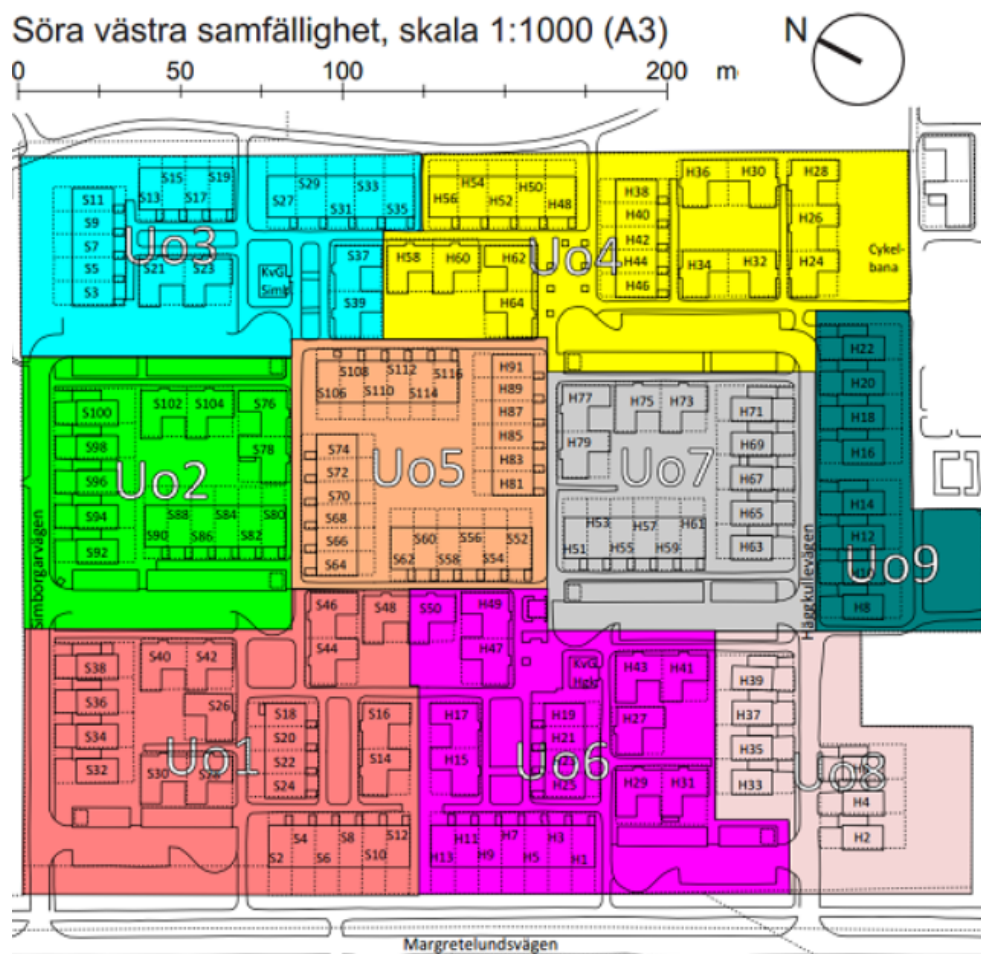 Söra västra samfällighet, skala 1:1000 (A3)
N
0 50 100 200 m
S15 S19
S13 S17
S11
S9
S7
S5
S3
Uo3
S21 S23
S29 S33
S27 S31 S35
KvG
Simb
S37
S39
H54 H50
H56 H52 H48
H58 H60 H62
H64
Uo4
H38
H40
H42
H44
H46
H36 H30
H34 H32
H28
H26
H24
Cykel-
bana
S100
S98
S96
S94
S92
Uo2
S102 S104 S76
S78
S88 S84 S80
S90 S86 S82
Simborgarvägen
S108 S112 S116
S106 S110 S114
S74
S72
S70
S68
S66
S64
Uo5
H91
H89
H87
H85
H83
H81
S60 S56 S52
S62 S58 S54
H77 H75 H73
H79
Uo7
H71
H69
H67
H65
H63
H53 H57 H61
H51 H55 H59
Häggkullevägen
H22
H20
H18
H16
H14
H12
H10
H8
Uo9
S46 S48
S44
S38
S36
S34
S32
S40 S42
S26
S30 S28
Uo1
S18
S20
S22
S24
S16
S14
S4 S8 S12
S2 S6 S10
S50 H49
H47
KvG
H17
H15
H19
H21
H23
H25
Uo6
H43 H41
H27
H29 H31
H11 H7 H3
H13 H9 H5 H1
H39
H37
H35
H33
Uo8
H4
H2
Margretelundsvägen